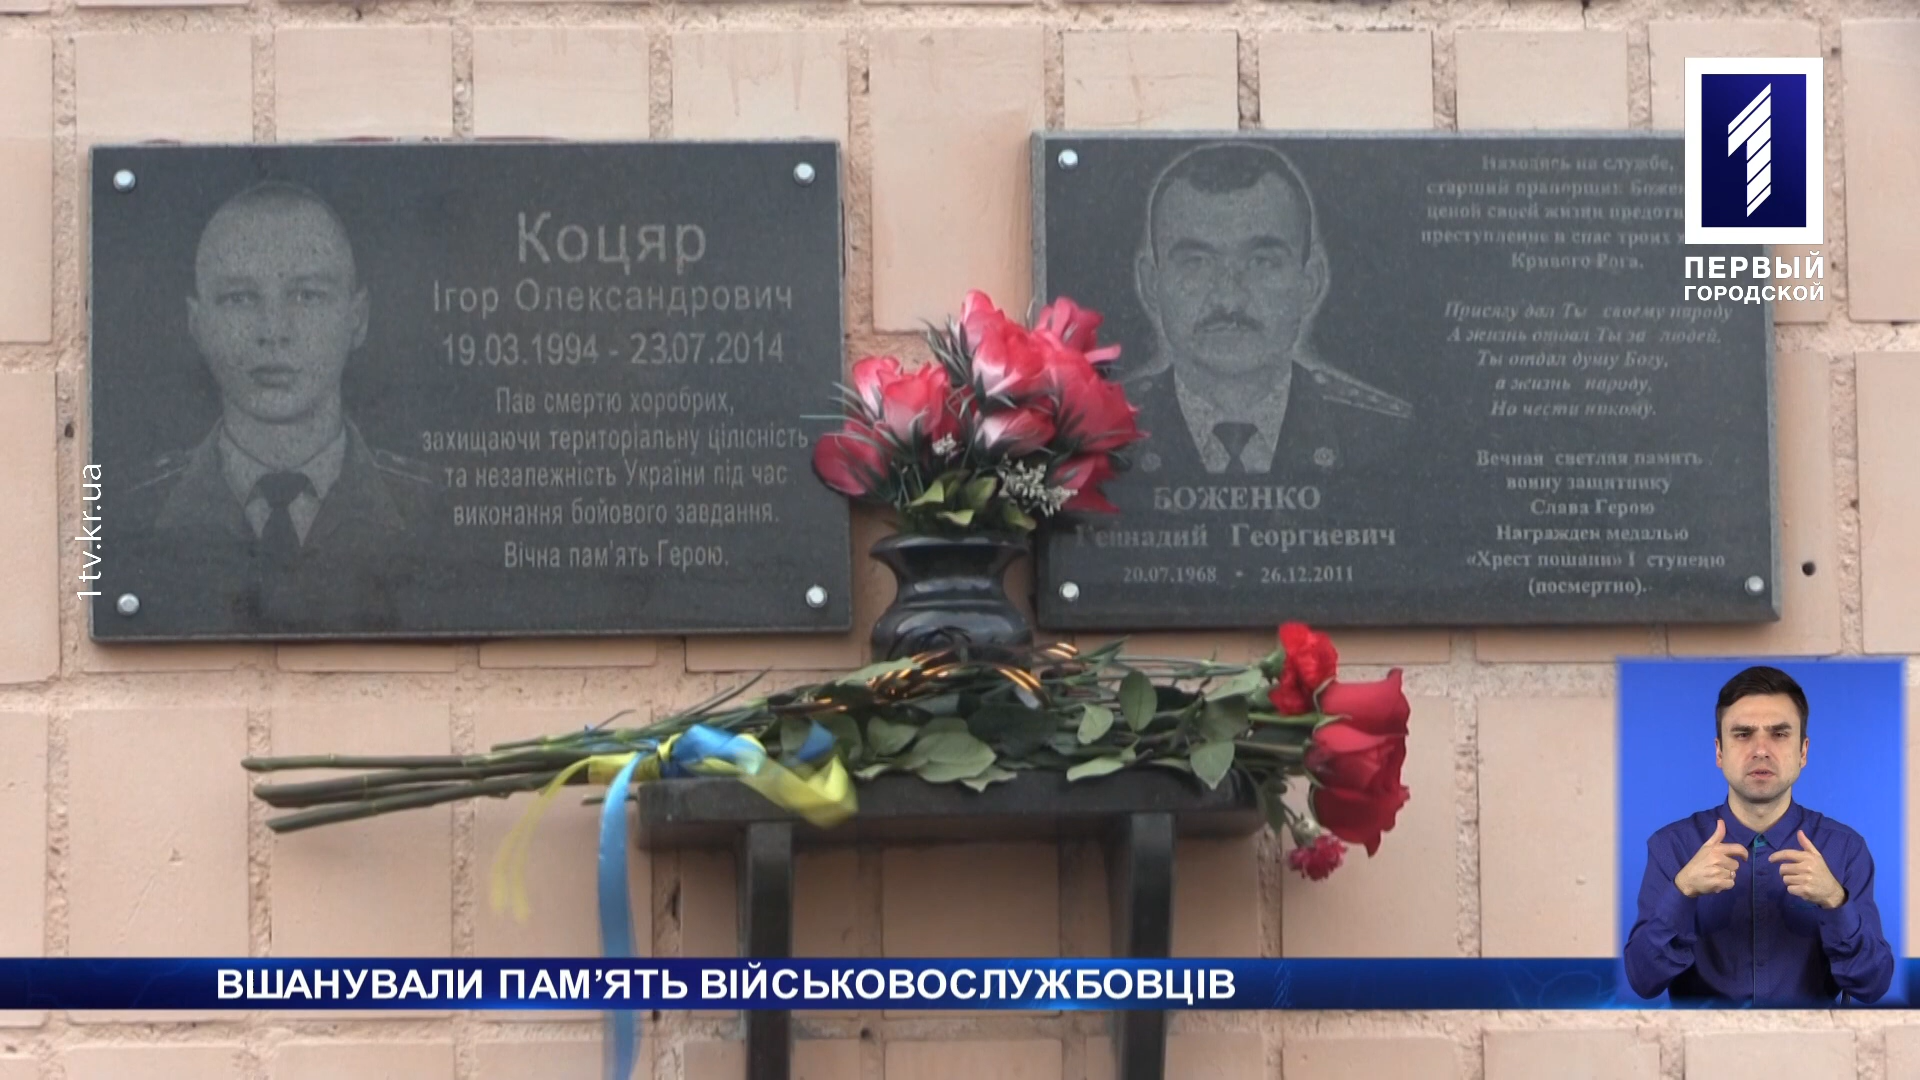 Коцяр
Ігор Олександрович
19.03.1994 - 23.07.2014
Пав смертю хоробрих,
захищаючи територіальну цілісність
та незалежність України під час
виконання бойового завдання.
Вічна пам'ять Герою.
БОЖЕНКО
Геннадий Георгиевич
20.07.1968 - 26.12.2011
Находясь на службе,
старший прапорщик
ценой своей жизни
преступление и спас троих
Кривого Рога.
Присягу дал Ты своему народу
А жизнь отдал Ты за людей,
Ты отдал душу Богу,
а жизнь народу,
Но чести никому.
Вечная светлая память
воину защитнику
Слава Герою
Награжден медалью
«Хрест пошани» I ступеню
(посмертно).
1
ПЕРВЫЙ
ГОРОДСКОЙ
1tv.kr.ua
ВШАНУВАЛИ ПАМ’ЯТЬ ВІЙСЬКОВОСЛУЖБОВЦІВ